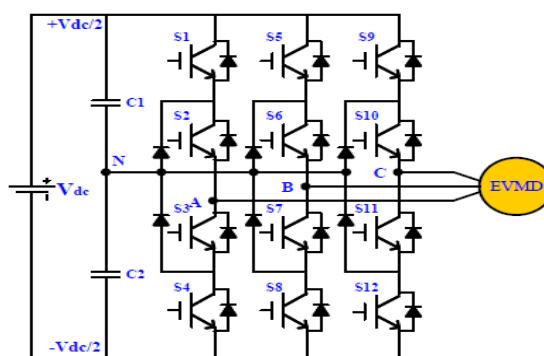 +Vdc/2
S1
S5
S9
C1
S2
S6
S10
N
C
Vdc
B
EVMD
A
S3
S7
S11
C2
S4
S8
S12
-Vdc/2